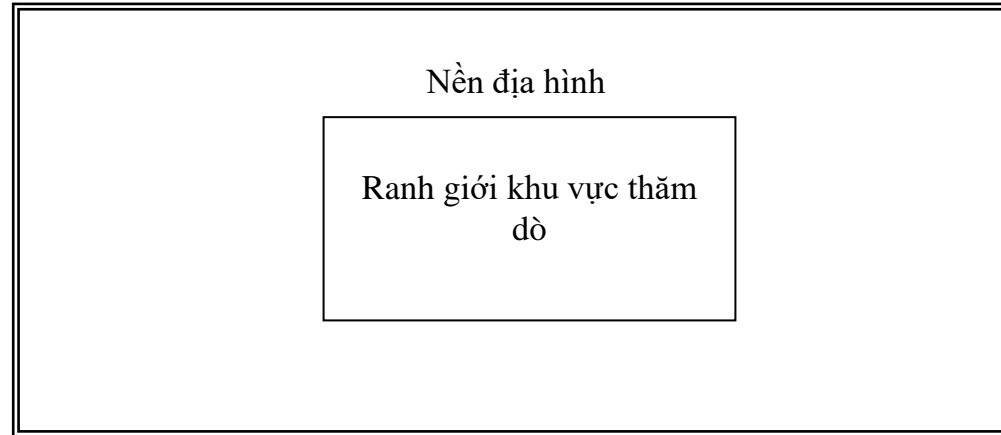 Nền địa hình
Ranh giới khu vực thăm
dò